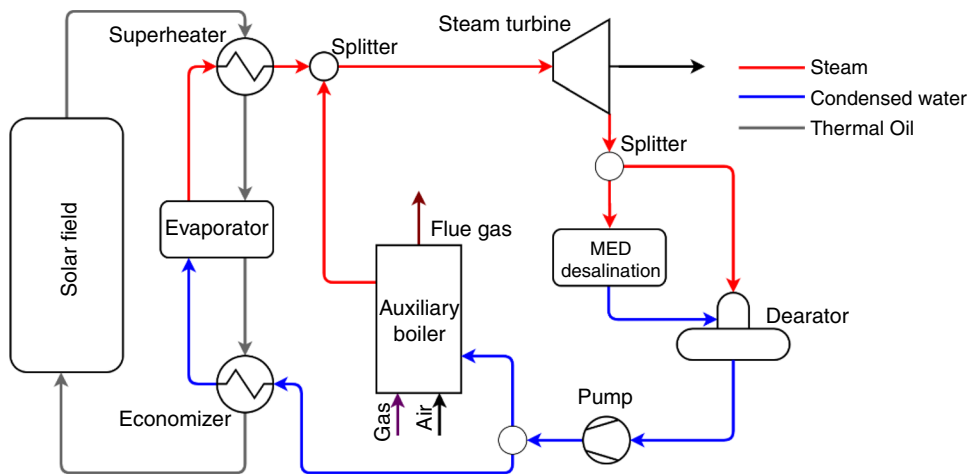 Steam turbine
Superheater
Splitter
Steam
Condensed water
Thermal Oil
Splitter
Solar field
Evaporator
Flue gas
MED
desalination
Auxiliary
boiler
Dearator
Economizer
Gas
Air
Pump